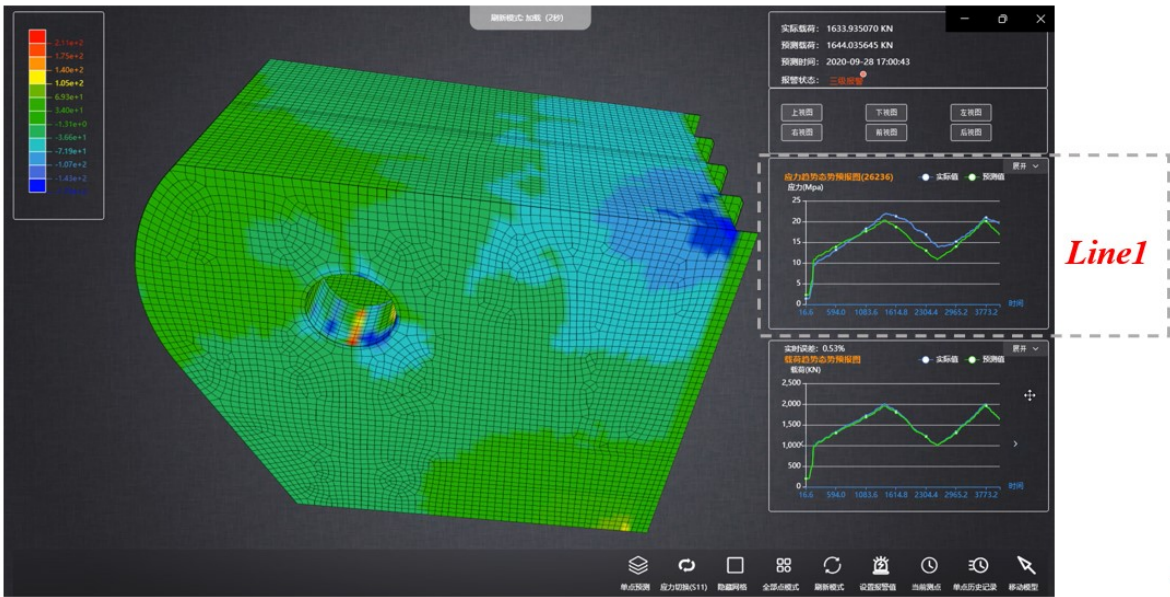 刷新模式: 加载 (2秒)
2.11e+2
1.75e+2
1.40e+2
1.05e+2
6.93e+1
3.40e+1
-1.31e+0
-3.66e+1
-7.19e+1
-1.07e+2
-1.43e+2
实际载荷: 1633.935070 KN
预测载荷: 1644.035645 KN
预测时间: 2020-09-28 17:00:43
报警状态: 三级报警
上视图 下视图 左视图
右视图 前视图 后视图
展开
应力趋势态势预报图(26236)
实际值 预测值
应力(Mpa)
25
20
15
10
5
0
16.6 594.0 1083.6 1614.8 2304.4 2965.2 3773.2
时间
Line1
实时误差: 0.53%
展开
载荷趋势态势预报图
实际值 预测值
载荷(KN)
2,500
2,000
1,500
1,000
500
0
16.6 594.0 1083.6 1614.8 2304.4 2965.2 3773.2
时间
单点预测 应力切换(S11) 隐藏网格 全部点模式 刷新模式 设置报警值 当前测点 单点历史记录 移动模型